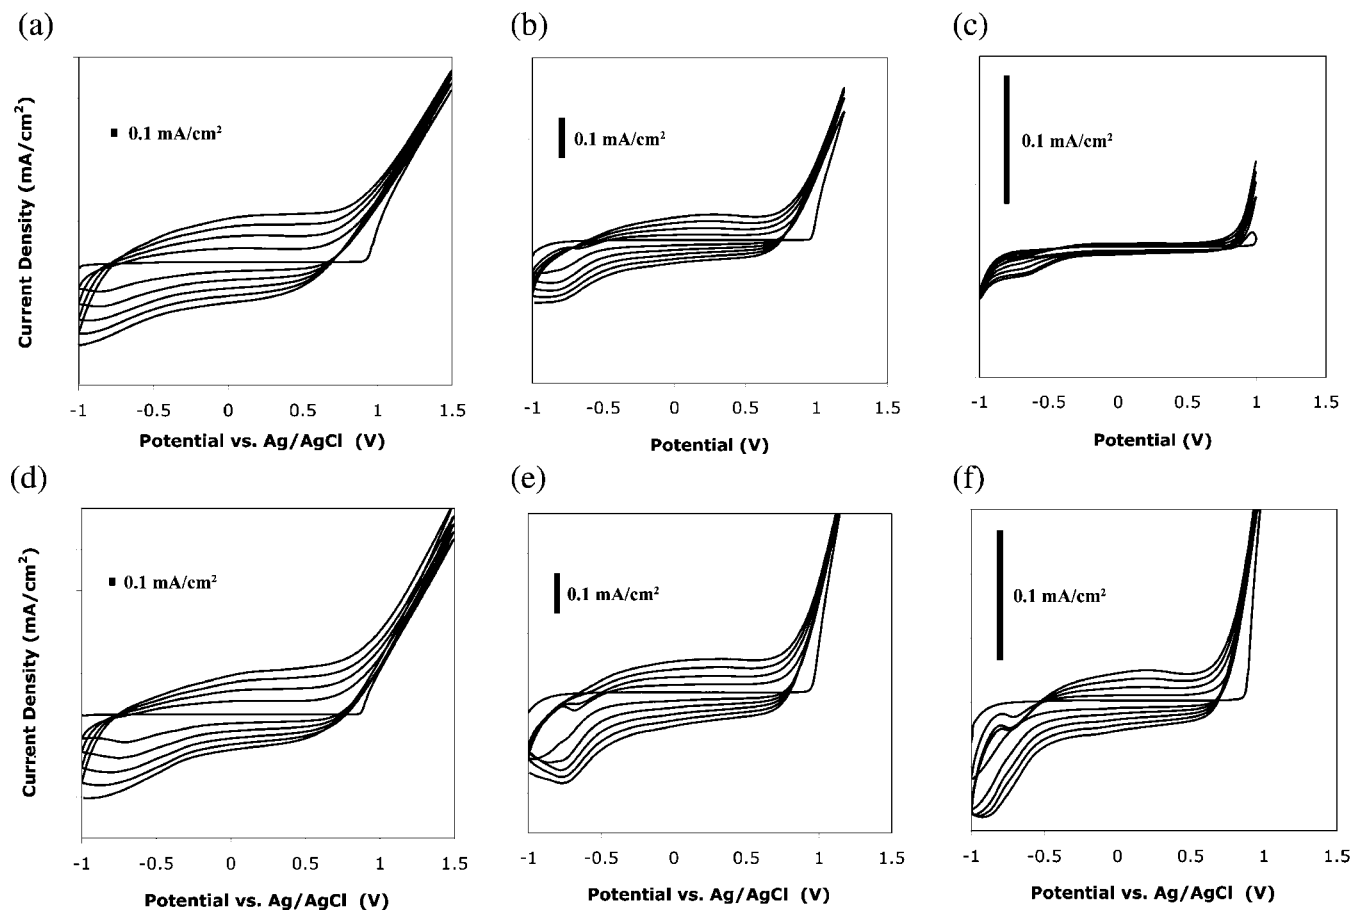 (a)
(b)
(c)
Current Density (mA/cm²)
0.1 mA/cm²
0.1 mA/cm²
0.1 mA/cm²
-1 -0.5 0 0.5 1 1.5
-1 -0.5 0 0.5 1 1.5
-1 -0.5 0 0.5 1 1.5
Potential vs. Ag/AgCl (V)
Potential (V)
Potential (V)
(d)
(e)
(f)
Current Density (mA/cm²)
0.1 mA/cm²
0.1 mA/cm²
0.1 mA/cm²
-1 -0.5 0 0.5 1 1.5
-1 -0.5 0 0.5 1 1.5
-1 -0.5 0 0.5 1 1.5
Potential vs. Ag/AgCl (V)
Potential vs. Ag/AgCl (V)
Potential vs. Ag/AgCl (V)